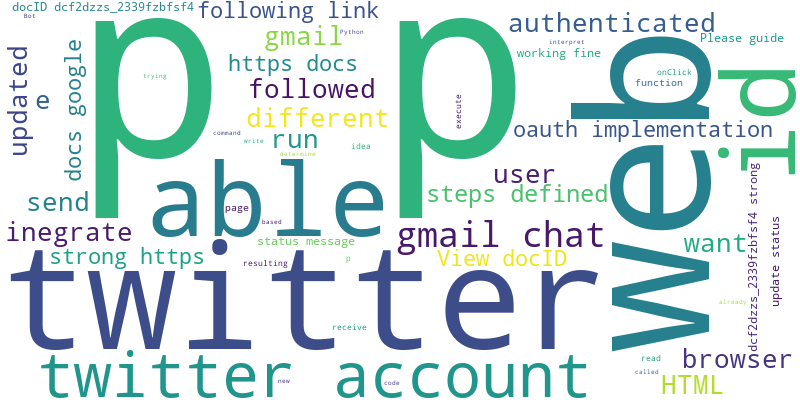 docID dcf2dzzs_2339fzbfsf4
following link
Bot
p
p
authenticated
gmail
Python
Please guide
interpret
working fine
web
id
updated
e
docs google
https docs
trying
onClick
function
followed
different
execute
oauth implementation
command
run
write
idea
determine
able
user
steps defined
send
page
based
inegrate
status message
gmail chat
want
dcf2dzzs_2339fzbfsf4 strong
update status
strong https
resulting
p
View docID
twitter
already
receive
twitter account
new
code
read
called
browser
HTML